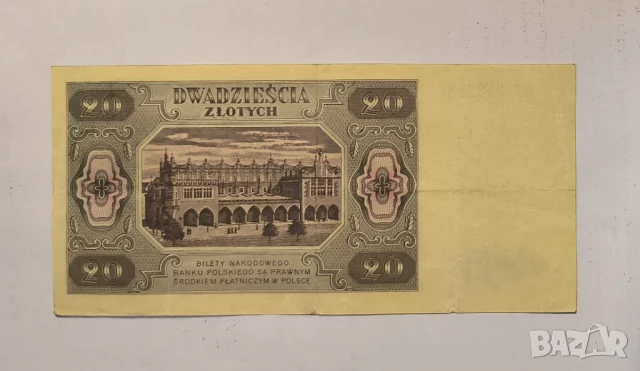 20 DWADZIEŚCIA 20
ZŁOTYCH
BILETY NARODOWEGO
BANKU POLSKIEGO SĄ PRAWNYM
ŚRODKIEM PŁATNICZYM W POLSCE
20 20
BAZAR